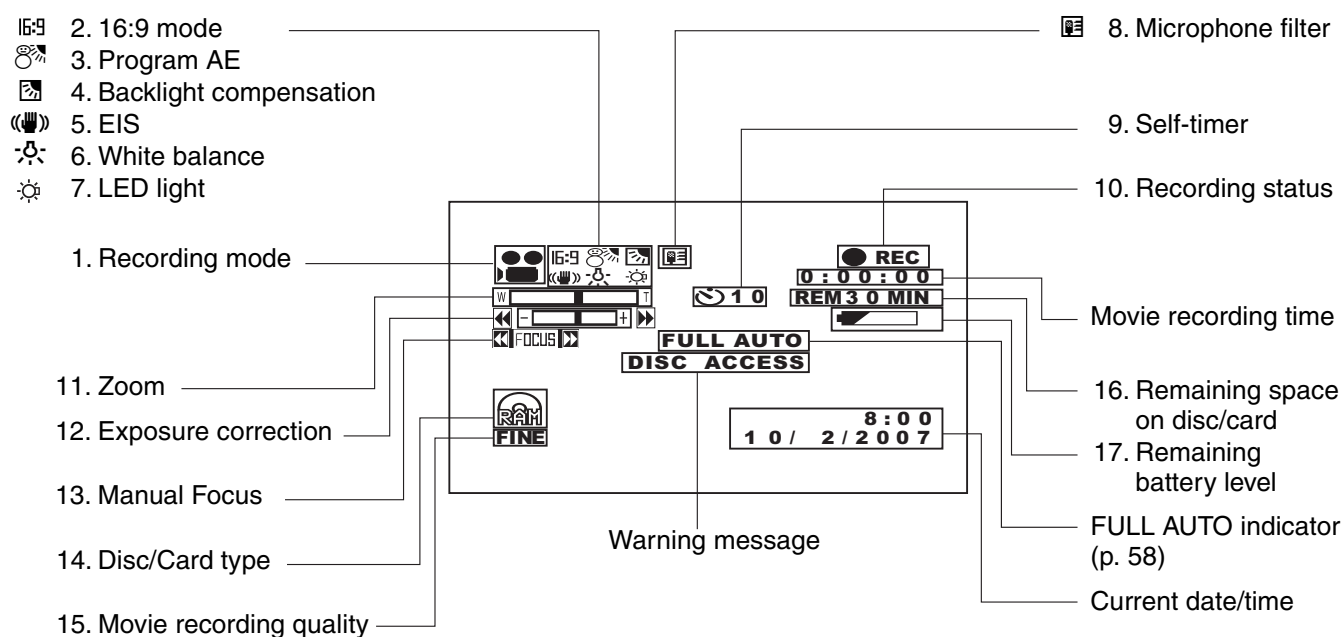 16:9 2. 16:9 mode
3. Program AE
4. Backlight compensation
5. EIS
6. White balance
7. LED light
8. Microphone filter
9. Self-timer
10. Recording status
1. Recording mode
16:9
REC
0:00:00
10
REM30 MIN
W T
- +
FOCUS
FULL AUTO
DISC ACCESS
Movie recording time
11. Zoom
12. Exposure correction
RAM
FINE
8:00
10/ 2/2007
16. Remaining space
on disc/card
17. Remaining
battery level
13. Manual Focus
14. Disc/Card type
15. Movie recording quality
Warning message
FULL AUTO indicator
(p. 58)
Current date/time